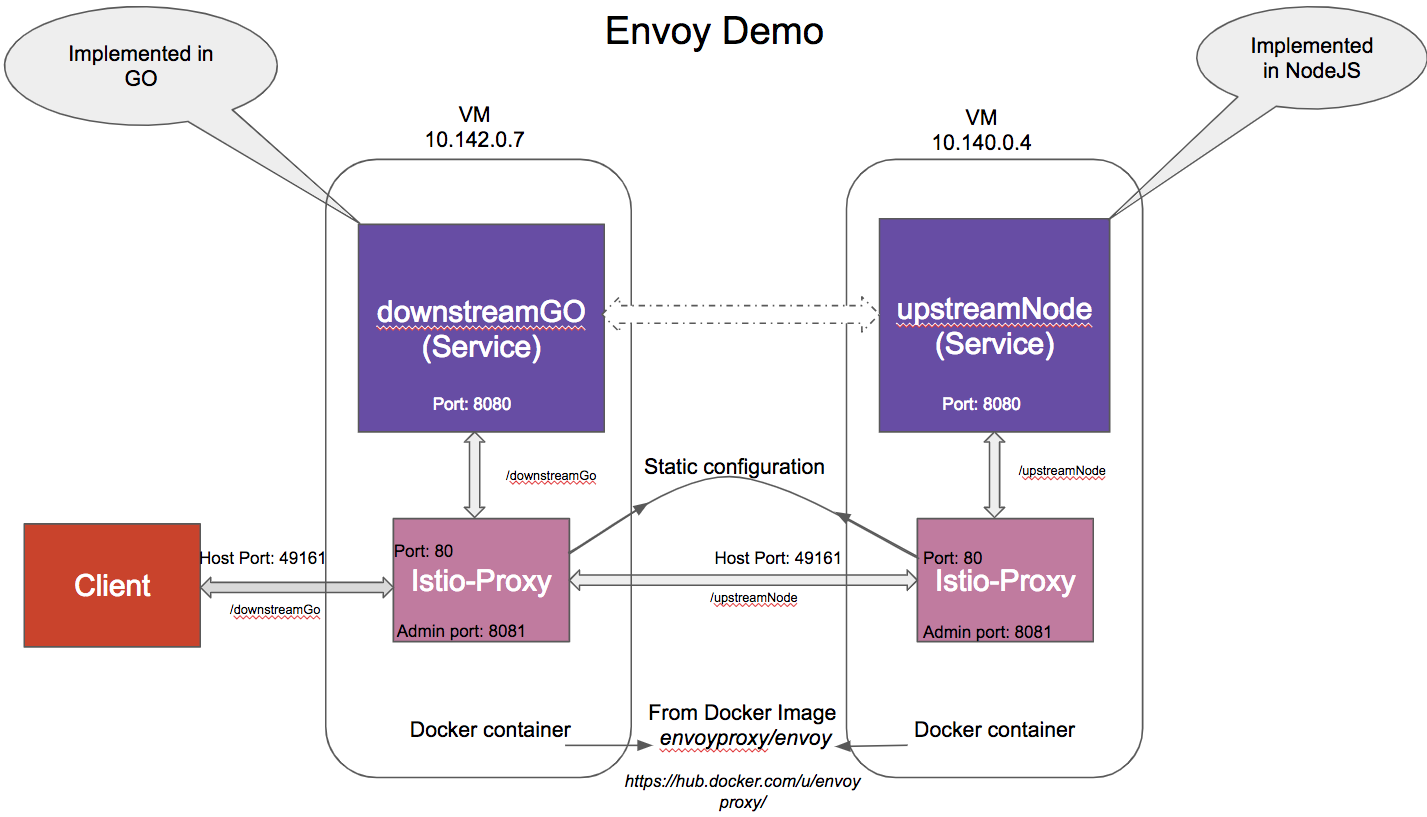 Envoy Demo
Implemented in
GO
Implemented
in NodeJS
VM
10.142.0.7
VM
10.140.0.4
downstreamGO
(Service)
Port: 8080
upstreamNode
(Service)
Port: 8080
/downstreamGo
Static configuration
/upstreamNode
Client
Host Port: 49161
/downstreamGo
Port: 80
Istio-Proxy
Admin port: 8081
Host Port: 49161
/upstreamNode
Port: 80
Istio-Proxy
Admin port: 8081
Docker container
From Docker Image
envoyproxy/envoy
Docker container
https://hub.docker.com/u/envoy
proxy/